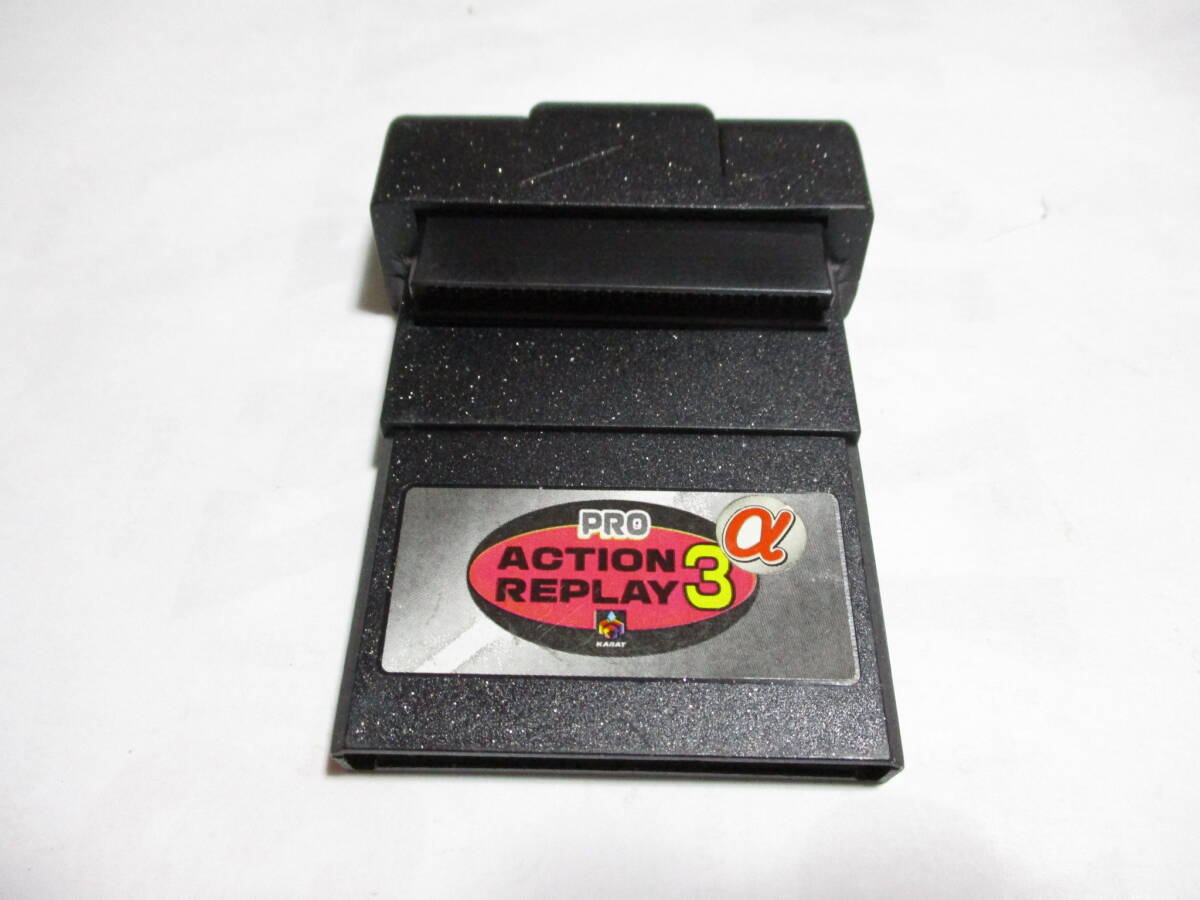 PRO
ACTION
REPLAY 3
α
KARAT